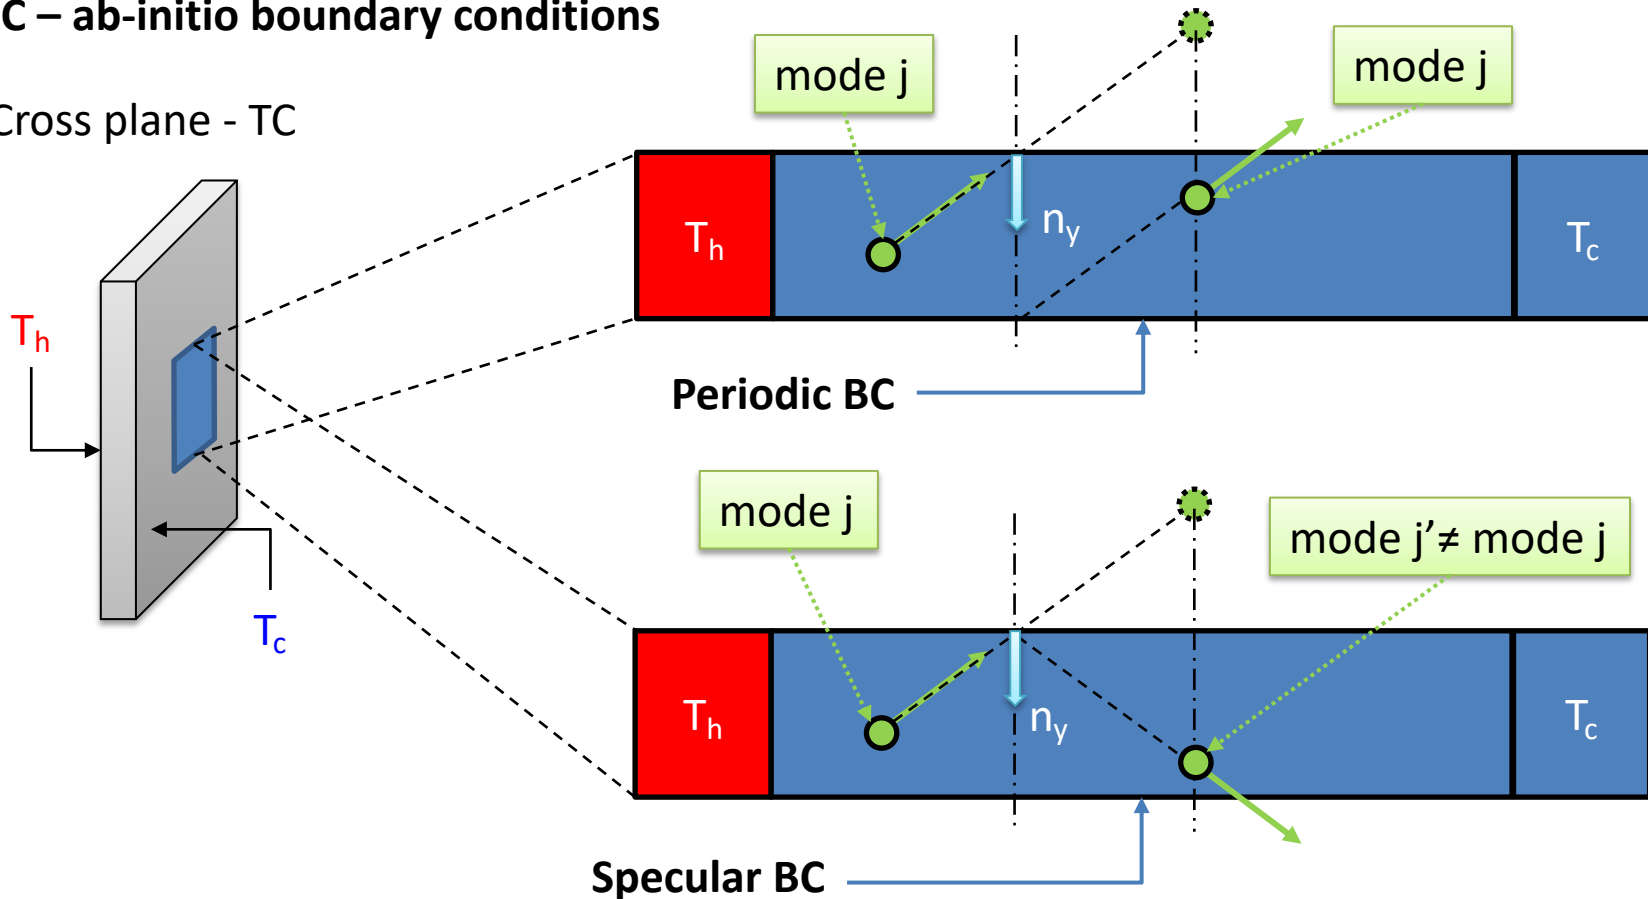 C – ab-initio boundary conditions
Cross plane - TC
mode j
mode j
Th
ny
Tc
Th
Periodic BC
mode j
mode j’≠ mode j
Tc
Th
ny
Tc
Specular BC